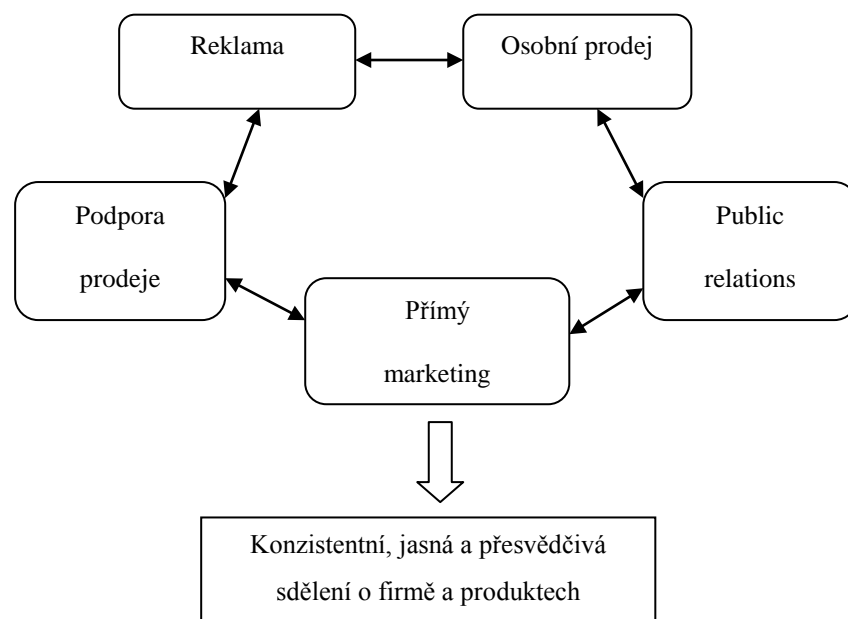 Reklama
Osobní prodej
Podpora
prodeje
Public
relations
Přímý
marketing
Konzistentní, jasná a přesvědčivá
sdělení o firmě a produktech